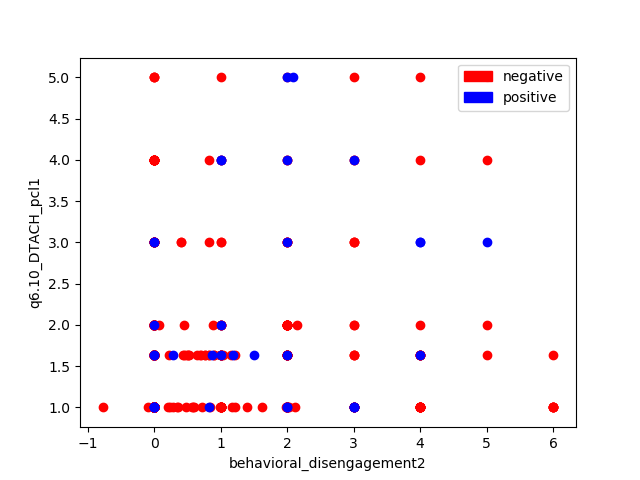 negative
positive
5.0
4.5
4.0
3.5
3.0
2.5
2.0
1.5
1.0
q6.10_DTACH_pcl1
−1 0 1 2 3 4 5 6
behavioral_disengagement2